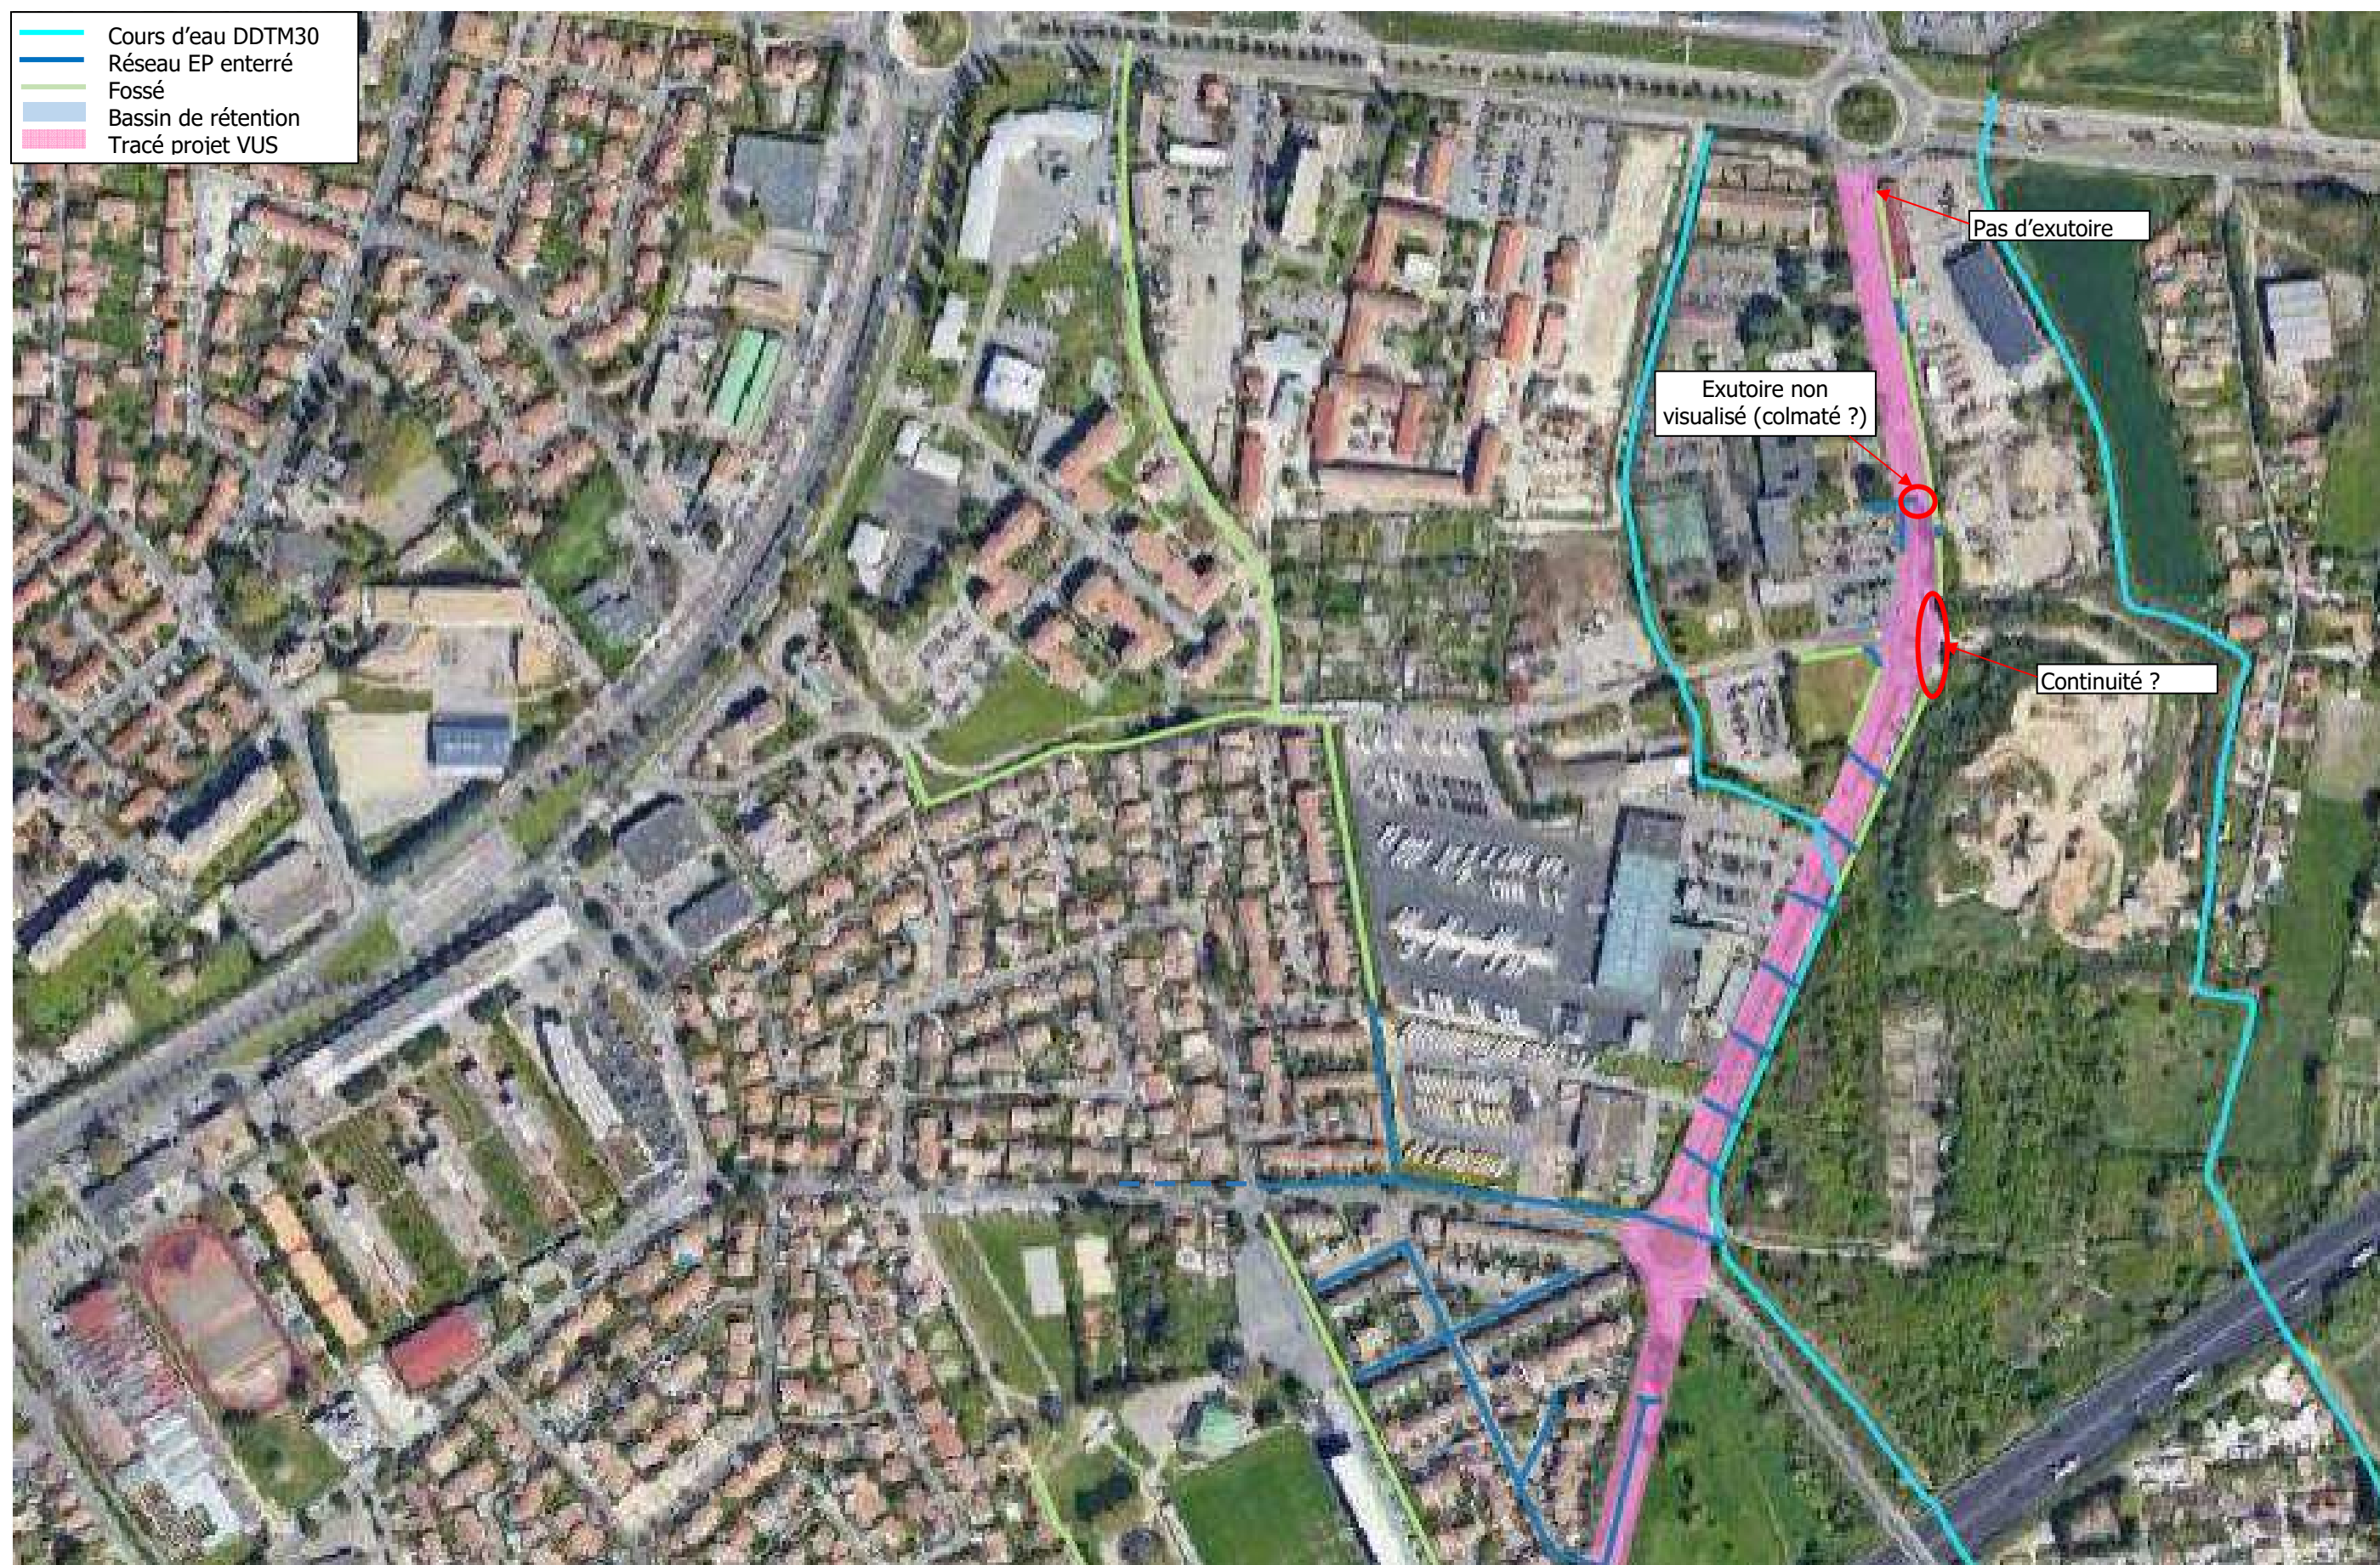 Cours d'eau DDTM30
Réseau EP enterré
Fossé
Bassin de rétention
Tracé projet VUS
Pas d'exutoire
Exutoire non
visualisé (colmaté ?)
Continuité ?